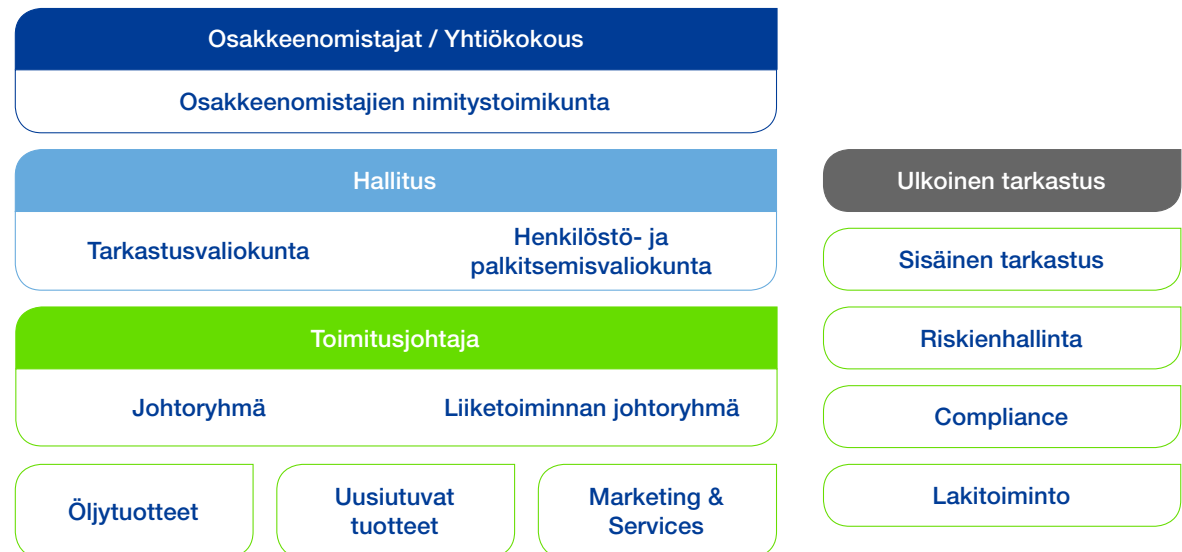 Osakkeenomistajat / Yhtiökokous
Osakkeenomistajien nimitystoimikunta
Hallitus
Tarkastusvaliokunta
Henkilöstö- ja
palkitsemisvaliokunta
Toimitusjohtaja
Johtoryhmä
Liiketoiminnan johtoryhmä
Öljytuotteet
Uusiutuvat
tuotteet
Marketing &
Services
Ulkoinen tarkastus
Sisäinen tarkastus
Riskienhallinta
Compliance
Lakitoiminto